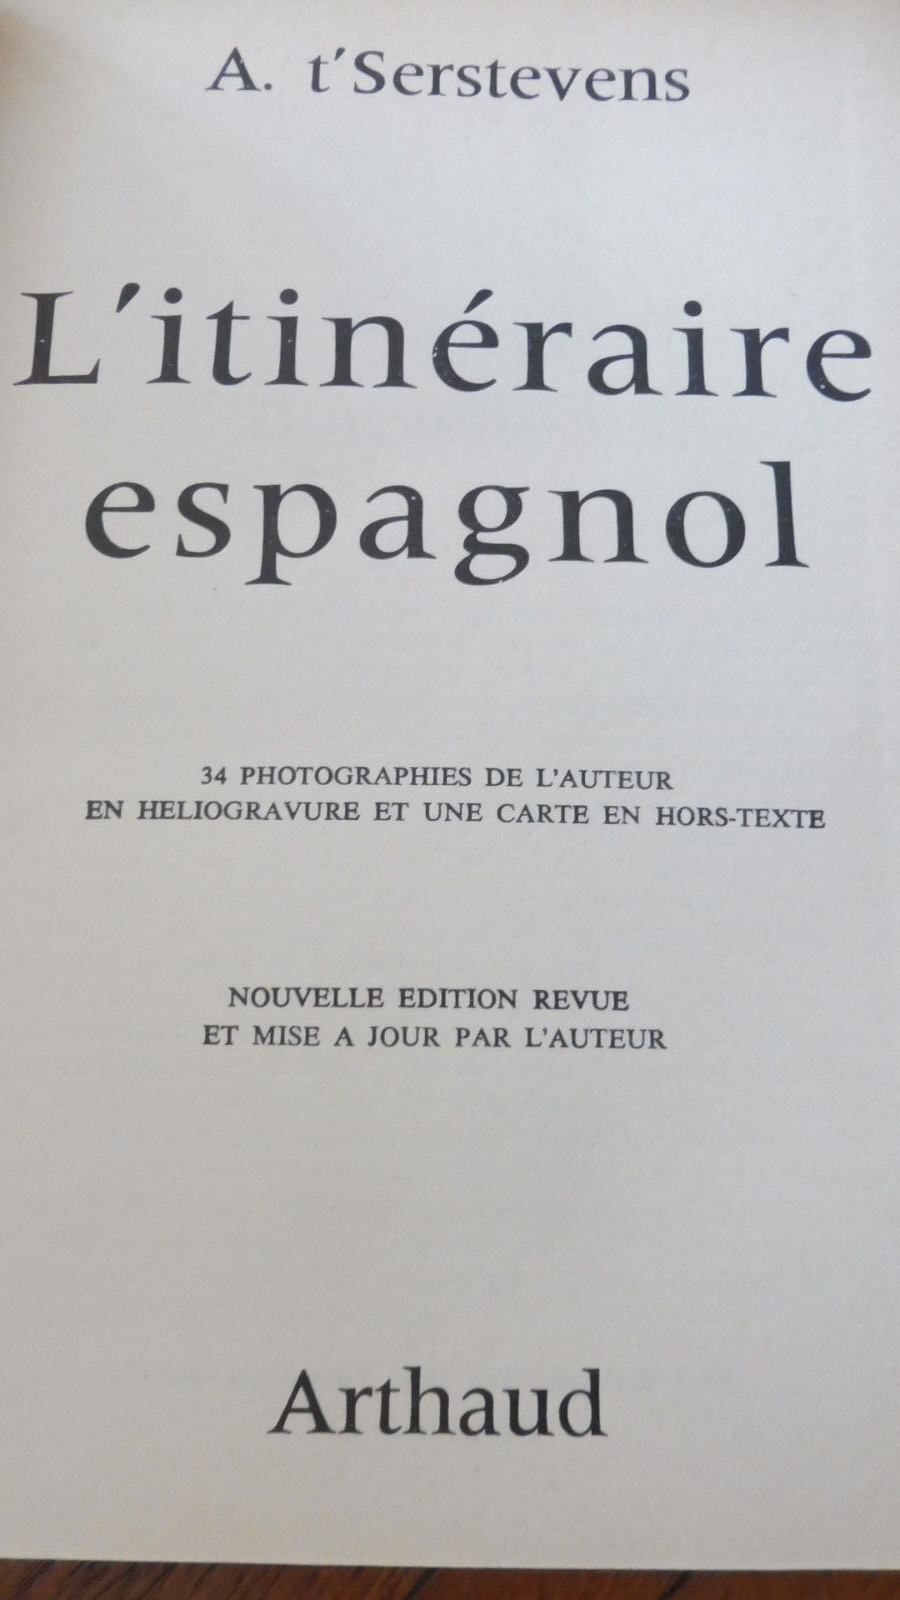 A. t'Serstevens
L'itinéraire
espagnol
34 PHOTOGRAPHIES DE L'AUTEUR
EN HELIOGRAVURE ET UNE CARTE EN HORS-TEXTE
NOUVELLE EDITION REVUE
ET MISE A JOUR PAR L'AUTEUR
Arthaud